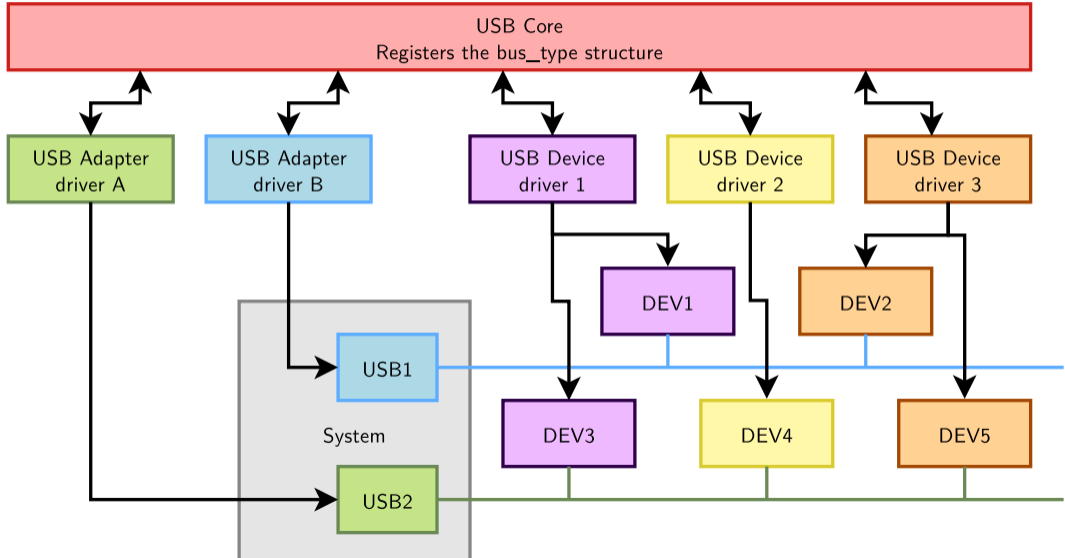 USB Core
Registers the bus_type structure
USB Adapter
driver A
USB Adapter
driver B
USB Device
driver 1
USB Device
driver 2
USB Device
driver 3
DEV1
DEV2
USB1
System
DEV3
DEV4
DEV5
USB2